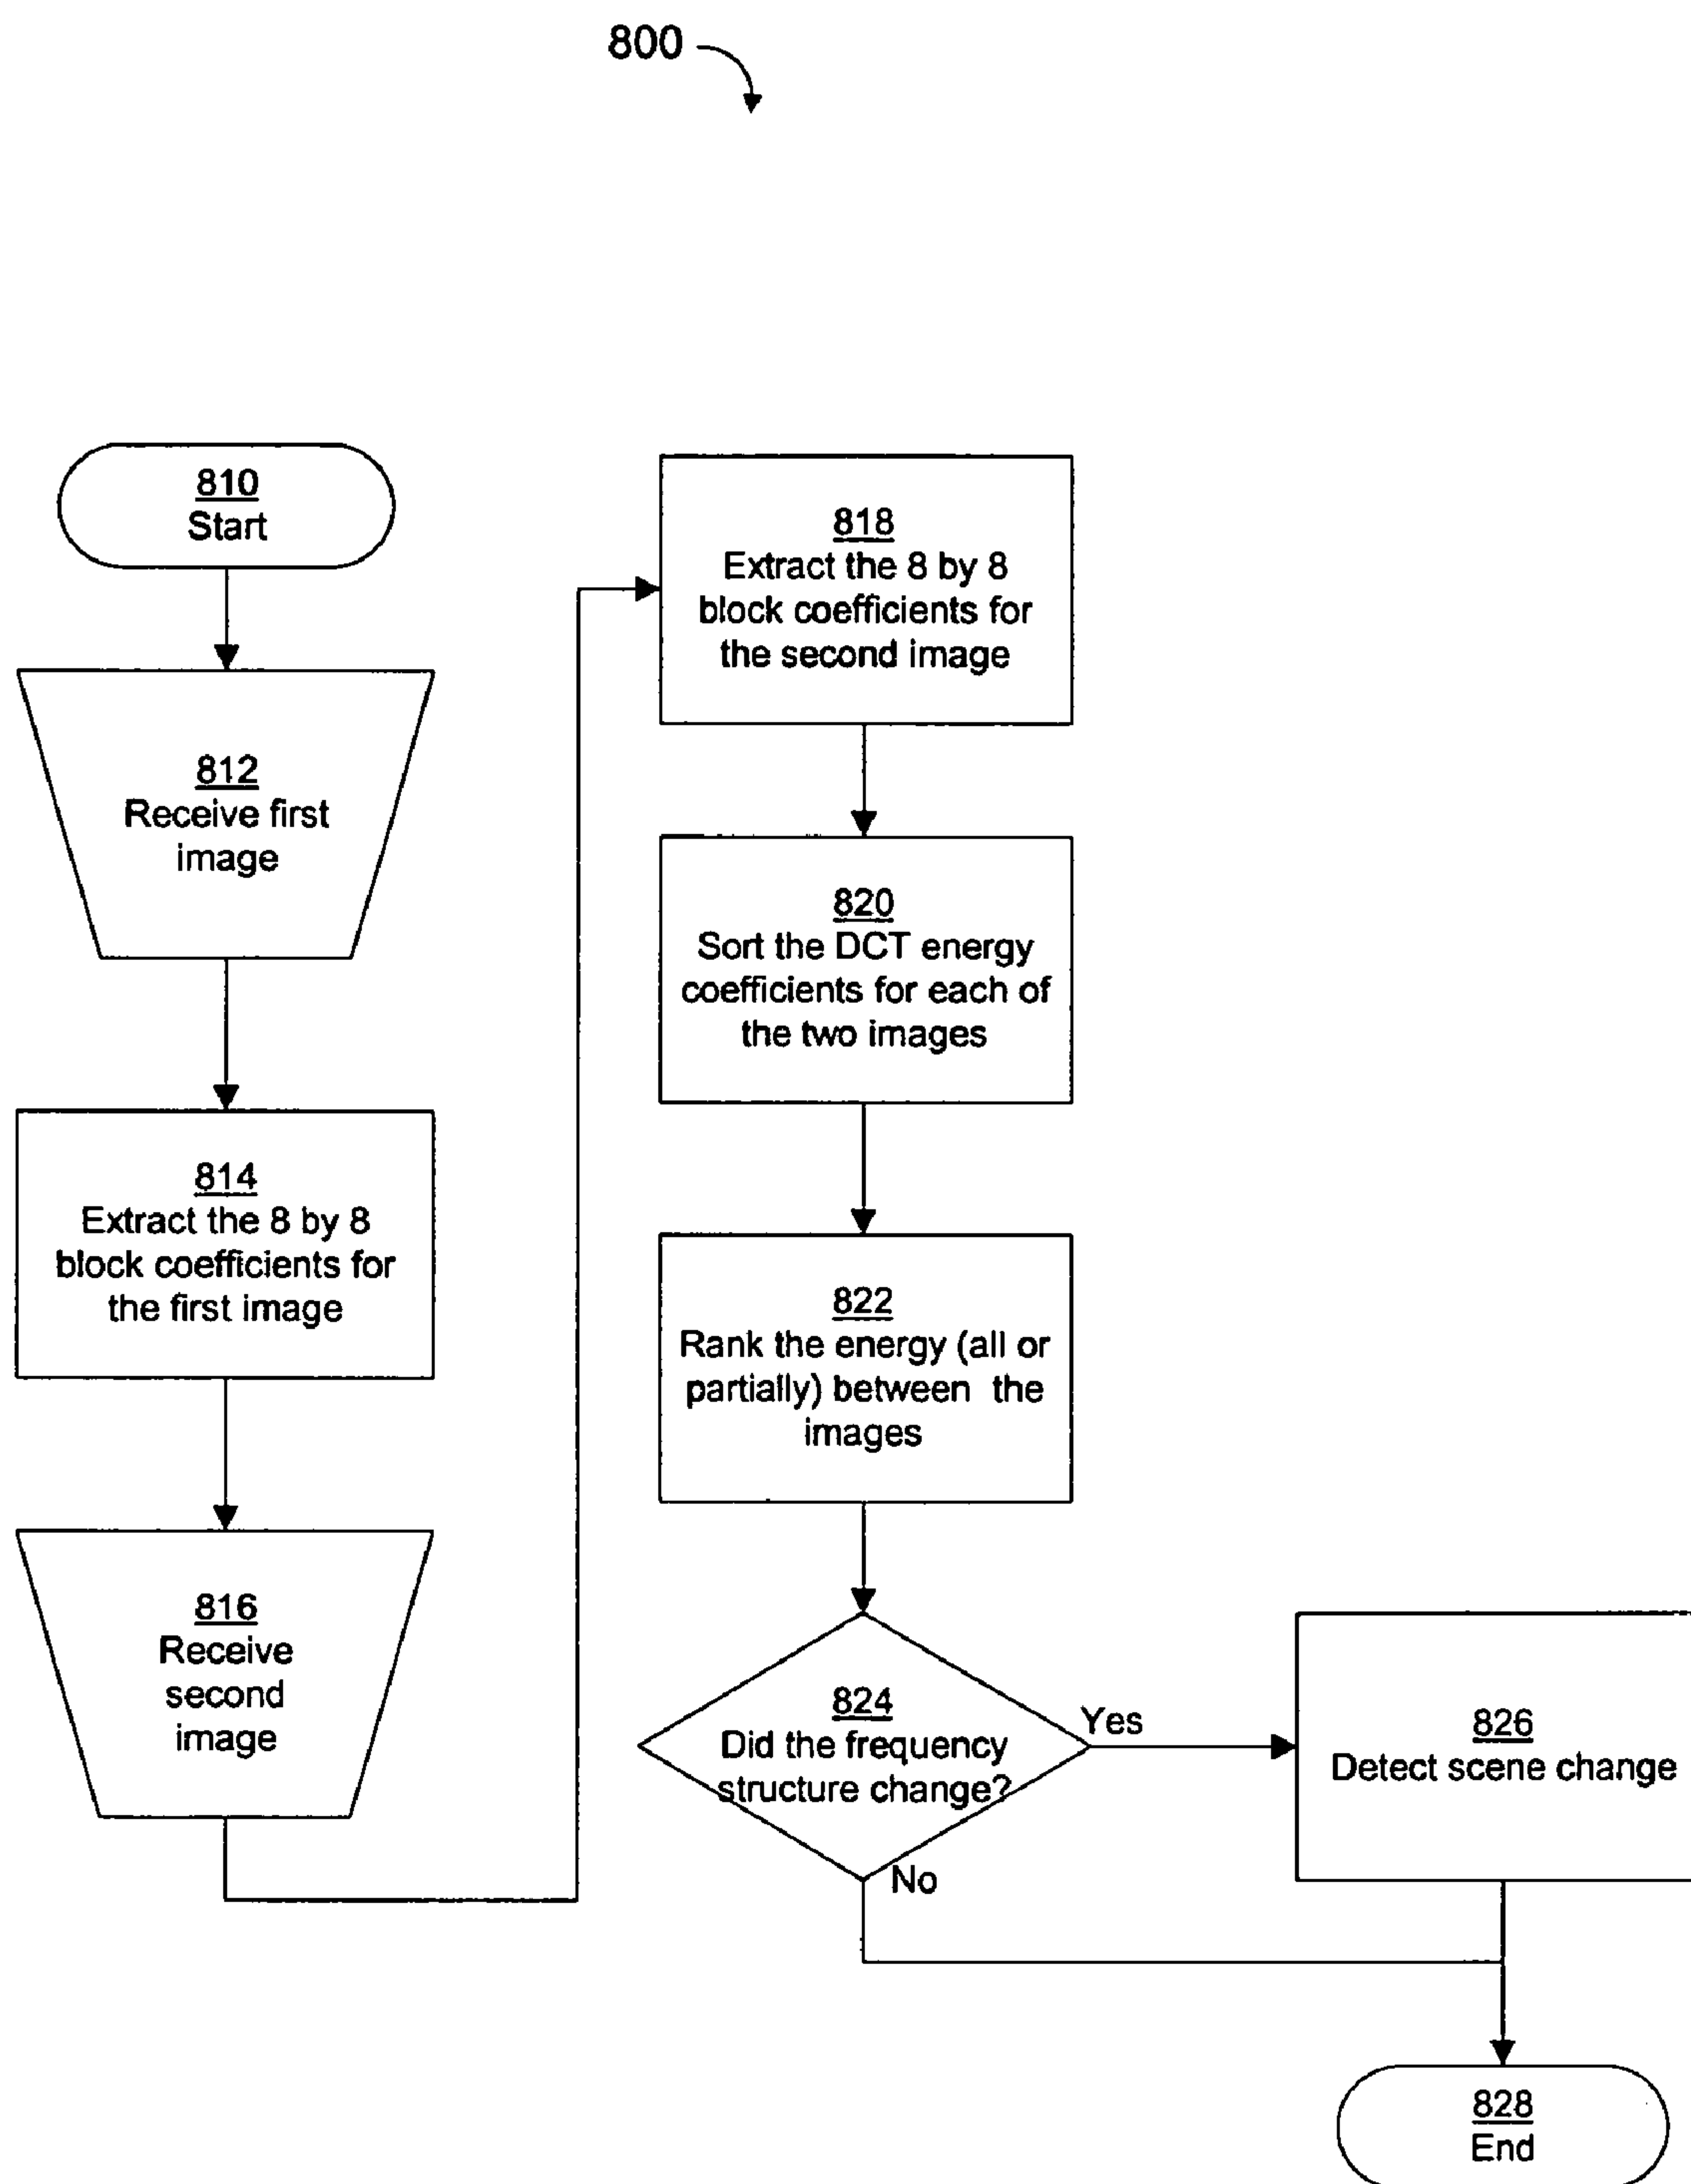 800
810
Start
812
Receive first
image
814
Extract the 8 by 8
block coefficients for
the first image
816
Receive
second
image
818
Extract the 8 by 8
block coefficients for
the second image
820
Sort the DCT energy
coefficients for each of
the two images
822
Rank the energy (all or
partially) between the
images
824
Did the frequency
structure change?
Yes
No
826
Detect scene change
828
End